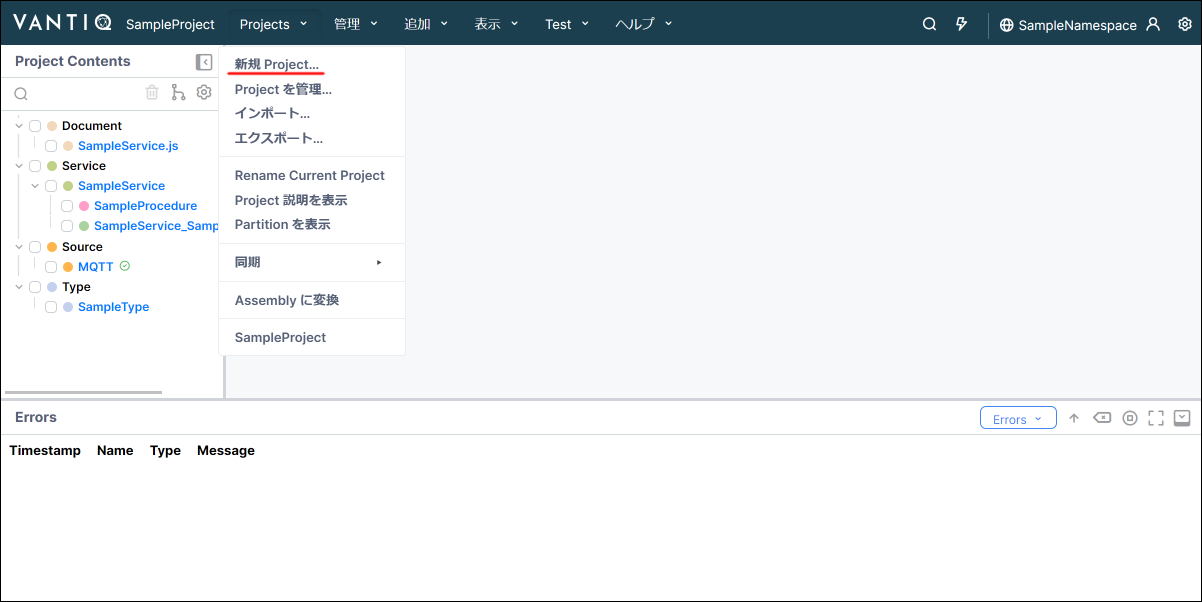 VANTIQ SampleProject Projects 管理 追加 表示 Test ヘルプ SampleNamespace
Project Contents
Document
SampleService.js
Service
SampleService
SampleProcedure
SampleService_Samp
Source
MQTT
Type
SampleType
新規 Project...
Project を管理...
インポート...
エクスポート...
Rename Current Project
Project 説明を表示
Partition を表示
同期
Assembly に変換
SampleProject
Errors
Errors
Timestamp Name Type Message